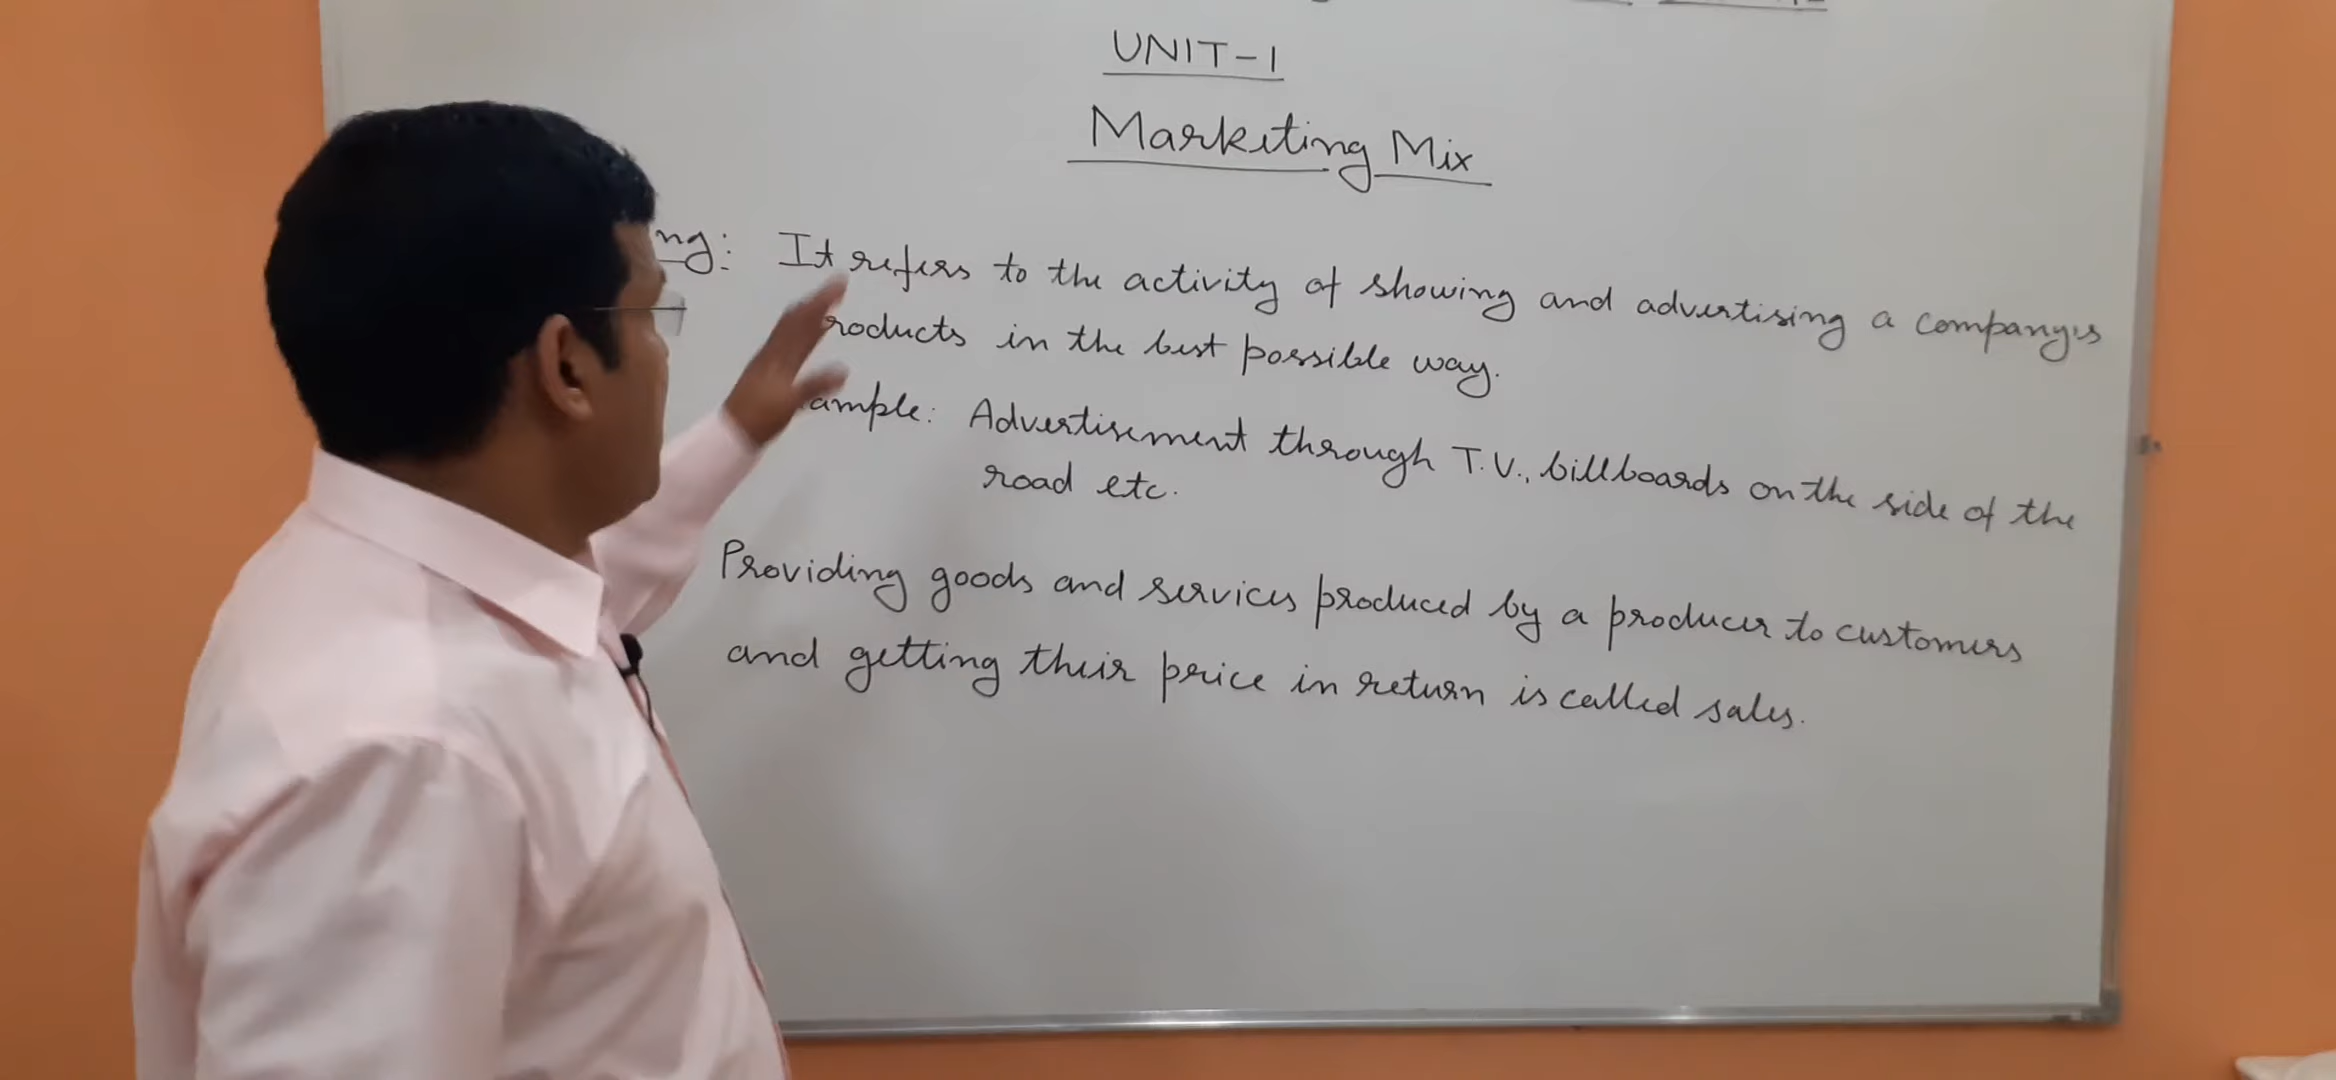 UNIT-1
Marketing Mix
ng: It refers to the activity of showing and advertising a company's
roducts in the best possible way.
ample: Advertisement through T.V., billboards on the side of the
road etc.
Providing goods and services produced by a producer to customers
and getting their price in return is called sales.